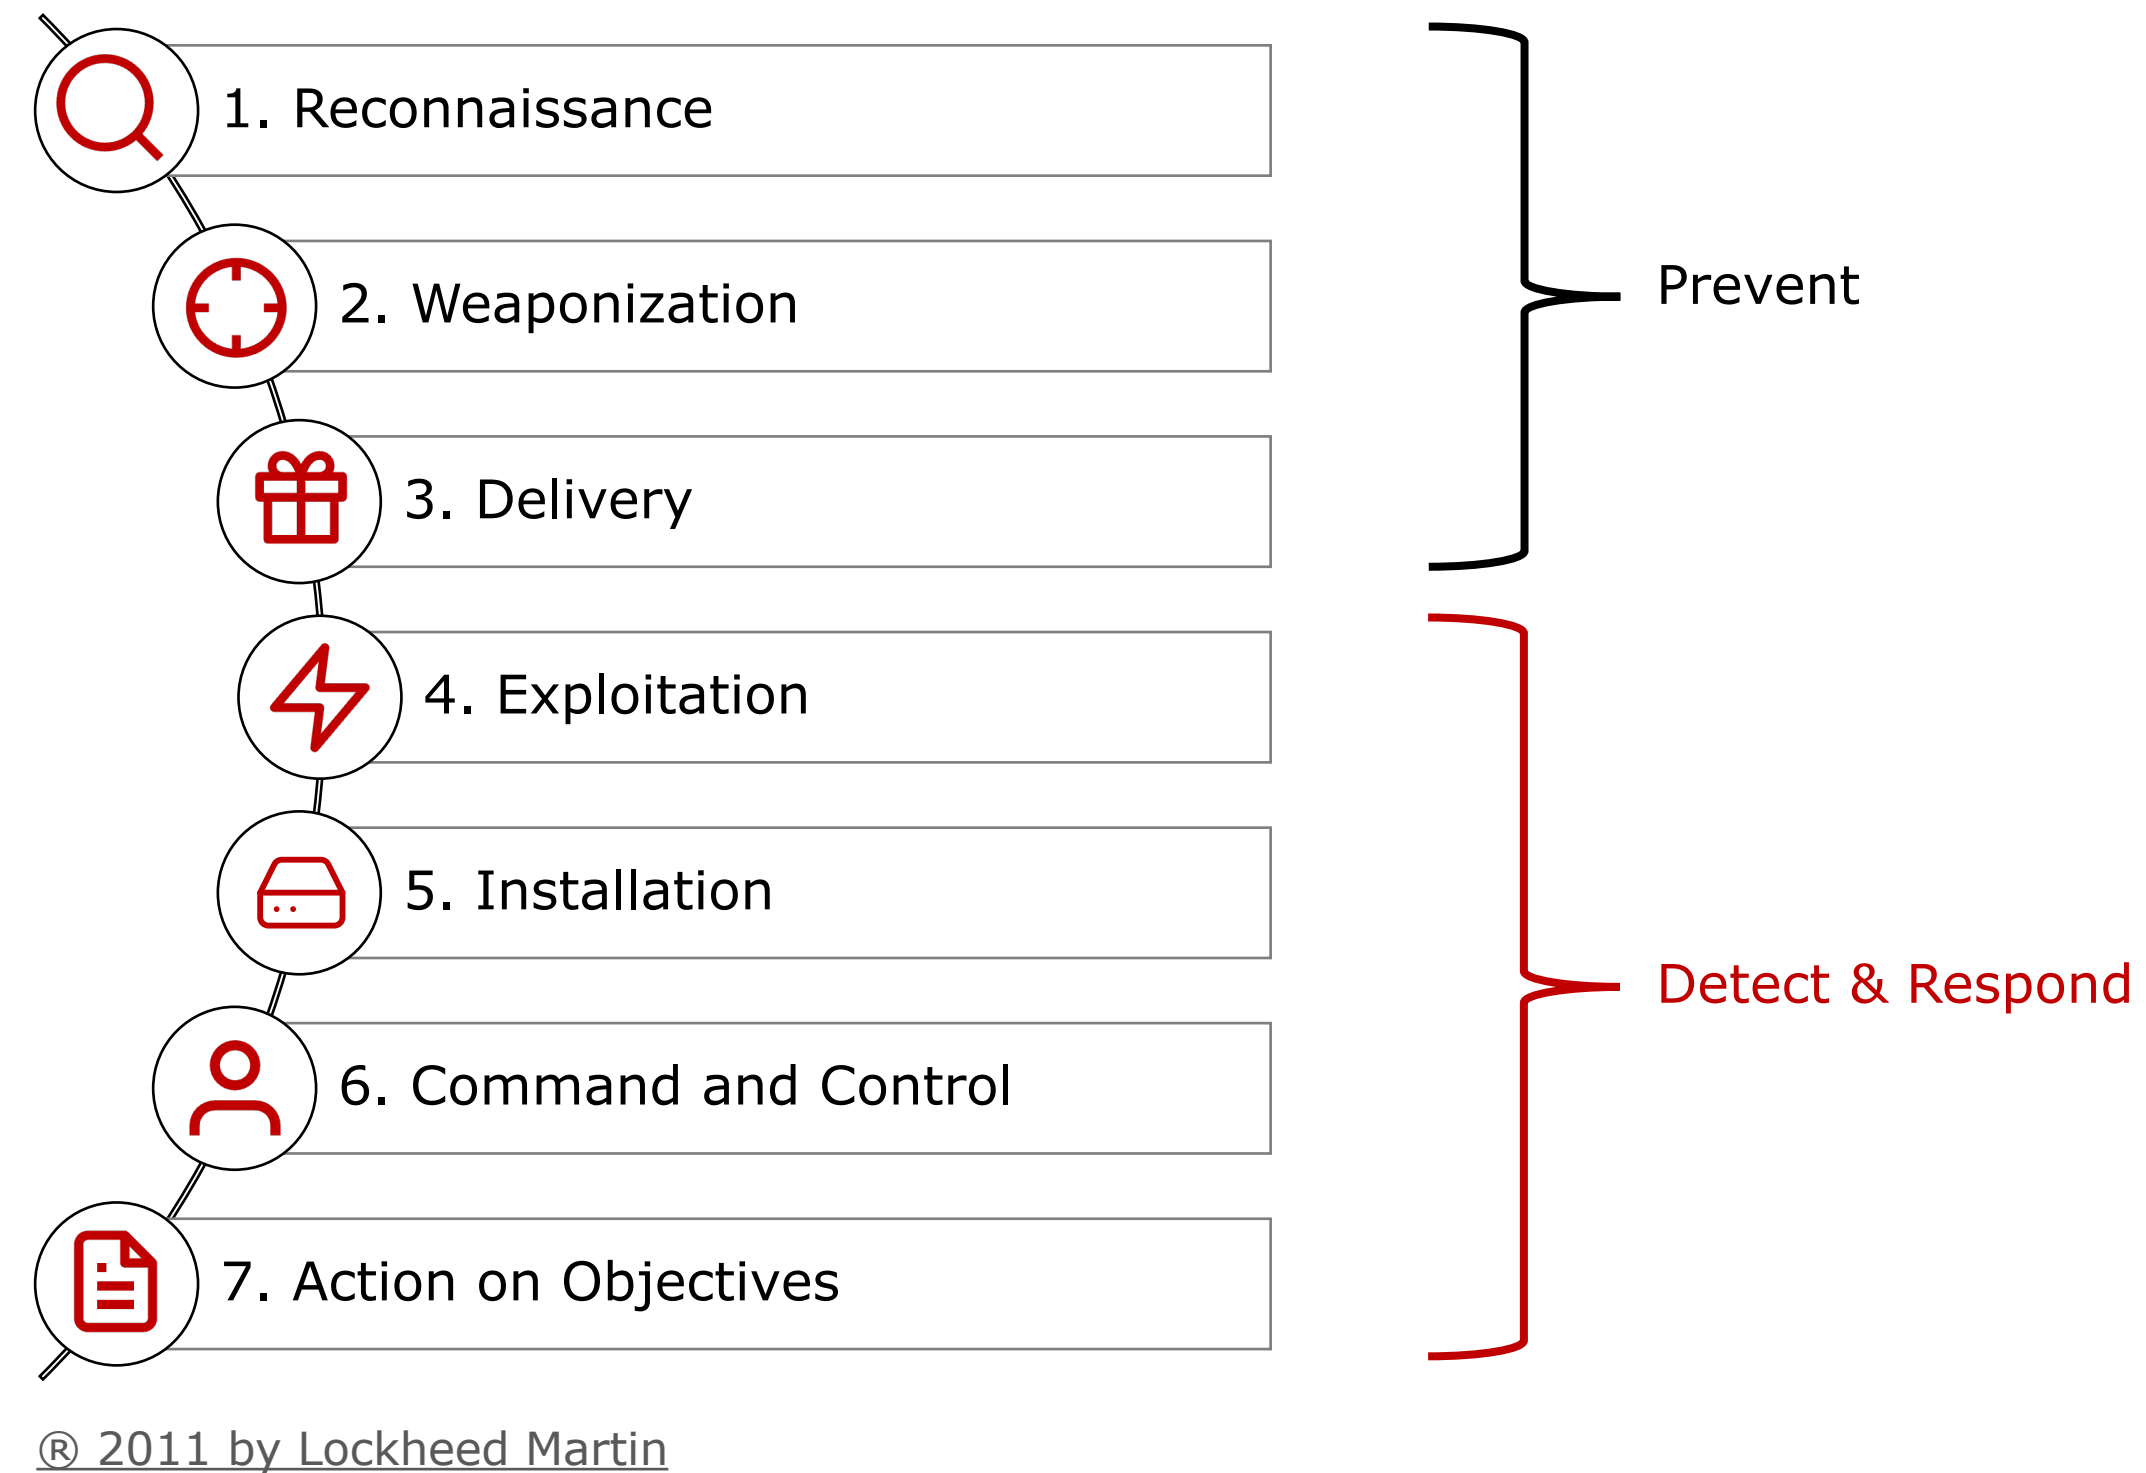 1. Reconnaissance
2. Weaponization
3. Delivery
Prevent
4. Exploitation
5. Installation
6. Command and Control
7. Action on Objectives
Detect & Respond
® 2011 by Lockheed Martin